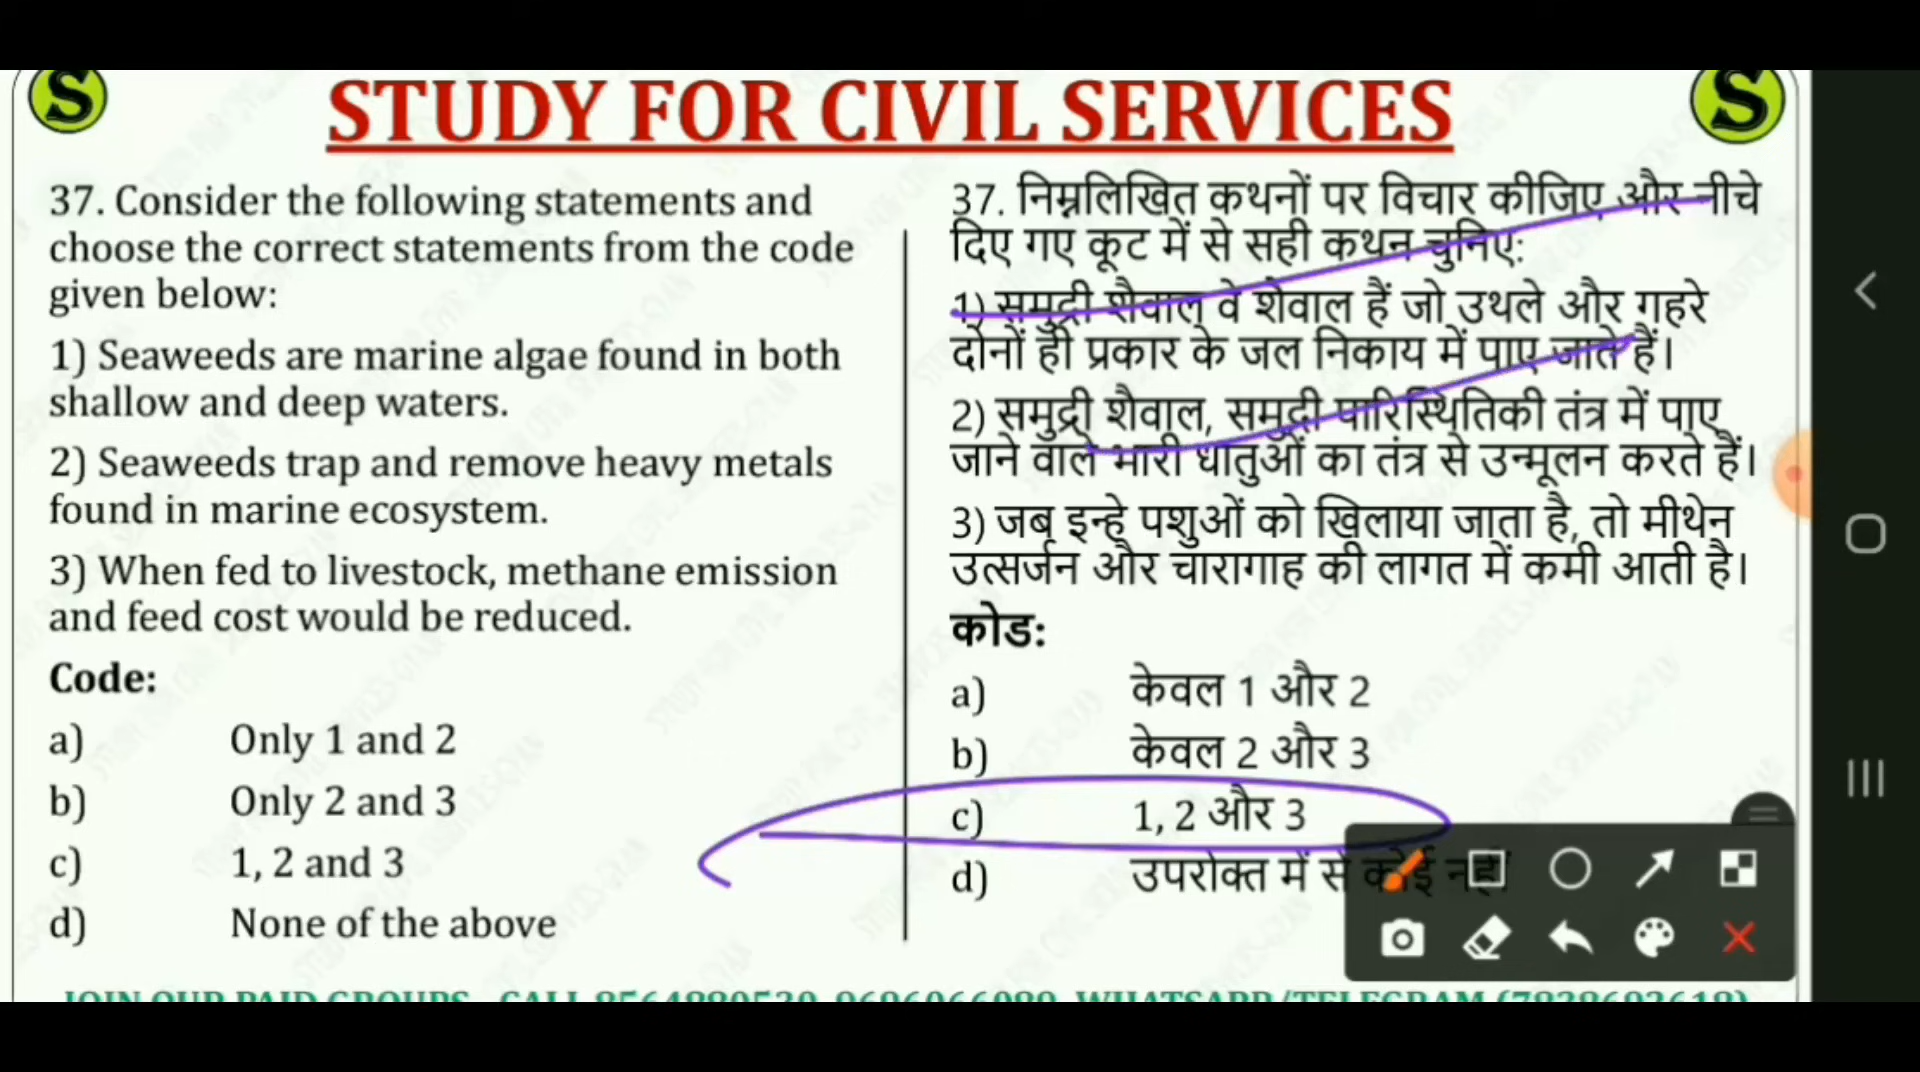 S
STUDY FOR CIVIL SERVICES
S
37. Consider the following statements and
choose the correct statements from the code
given below:
1) Seaweeds are marine algae found in both
shallow and deep waters.
2) Seaweeds trap and remove heavy metals
found in marine ecosystem.
3) When fed to livestock, methane emission
and feed cost would be reduced.
Code:
a) Only 1 and 2
b) Only 2 and 3
c) 1, 2 and 3
d) None of the above
37. निम्नलिखित कथनों पर विचार कीजिए और नीचे
दिए गए कूट में से सही कथन चुनिए:
1) समुद्री शैवाल वे शैवाल हैं जो उथले और गहरे
दोनों ही प्रकार के जल निकाय में पाए जाते हैं।
2) समुद्री शैवाल, समुद्री पारिस्थितिकी तंत्र में पाए
जाने वाले भारी धातुओं का तंत्र से उन्मूलन करते हैं।
3) जब इन्हे पशुओं को खिलाया जाता है, तो मीथेन
उत्सर्जन और चारागाह की लागत में कमी आती है।
कोड:
a) केवल 1 और 2
b) केवल 2 और 3
c) 1, 2 और 3
d) उपरोक्त में से कोई नहीं
JOIN OUR PAID GROUPS - CALL